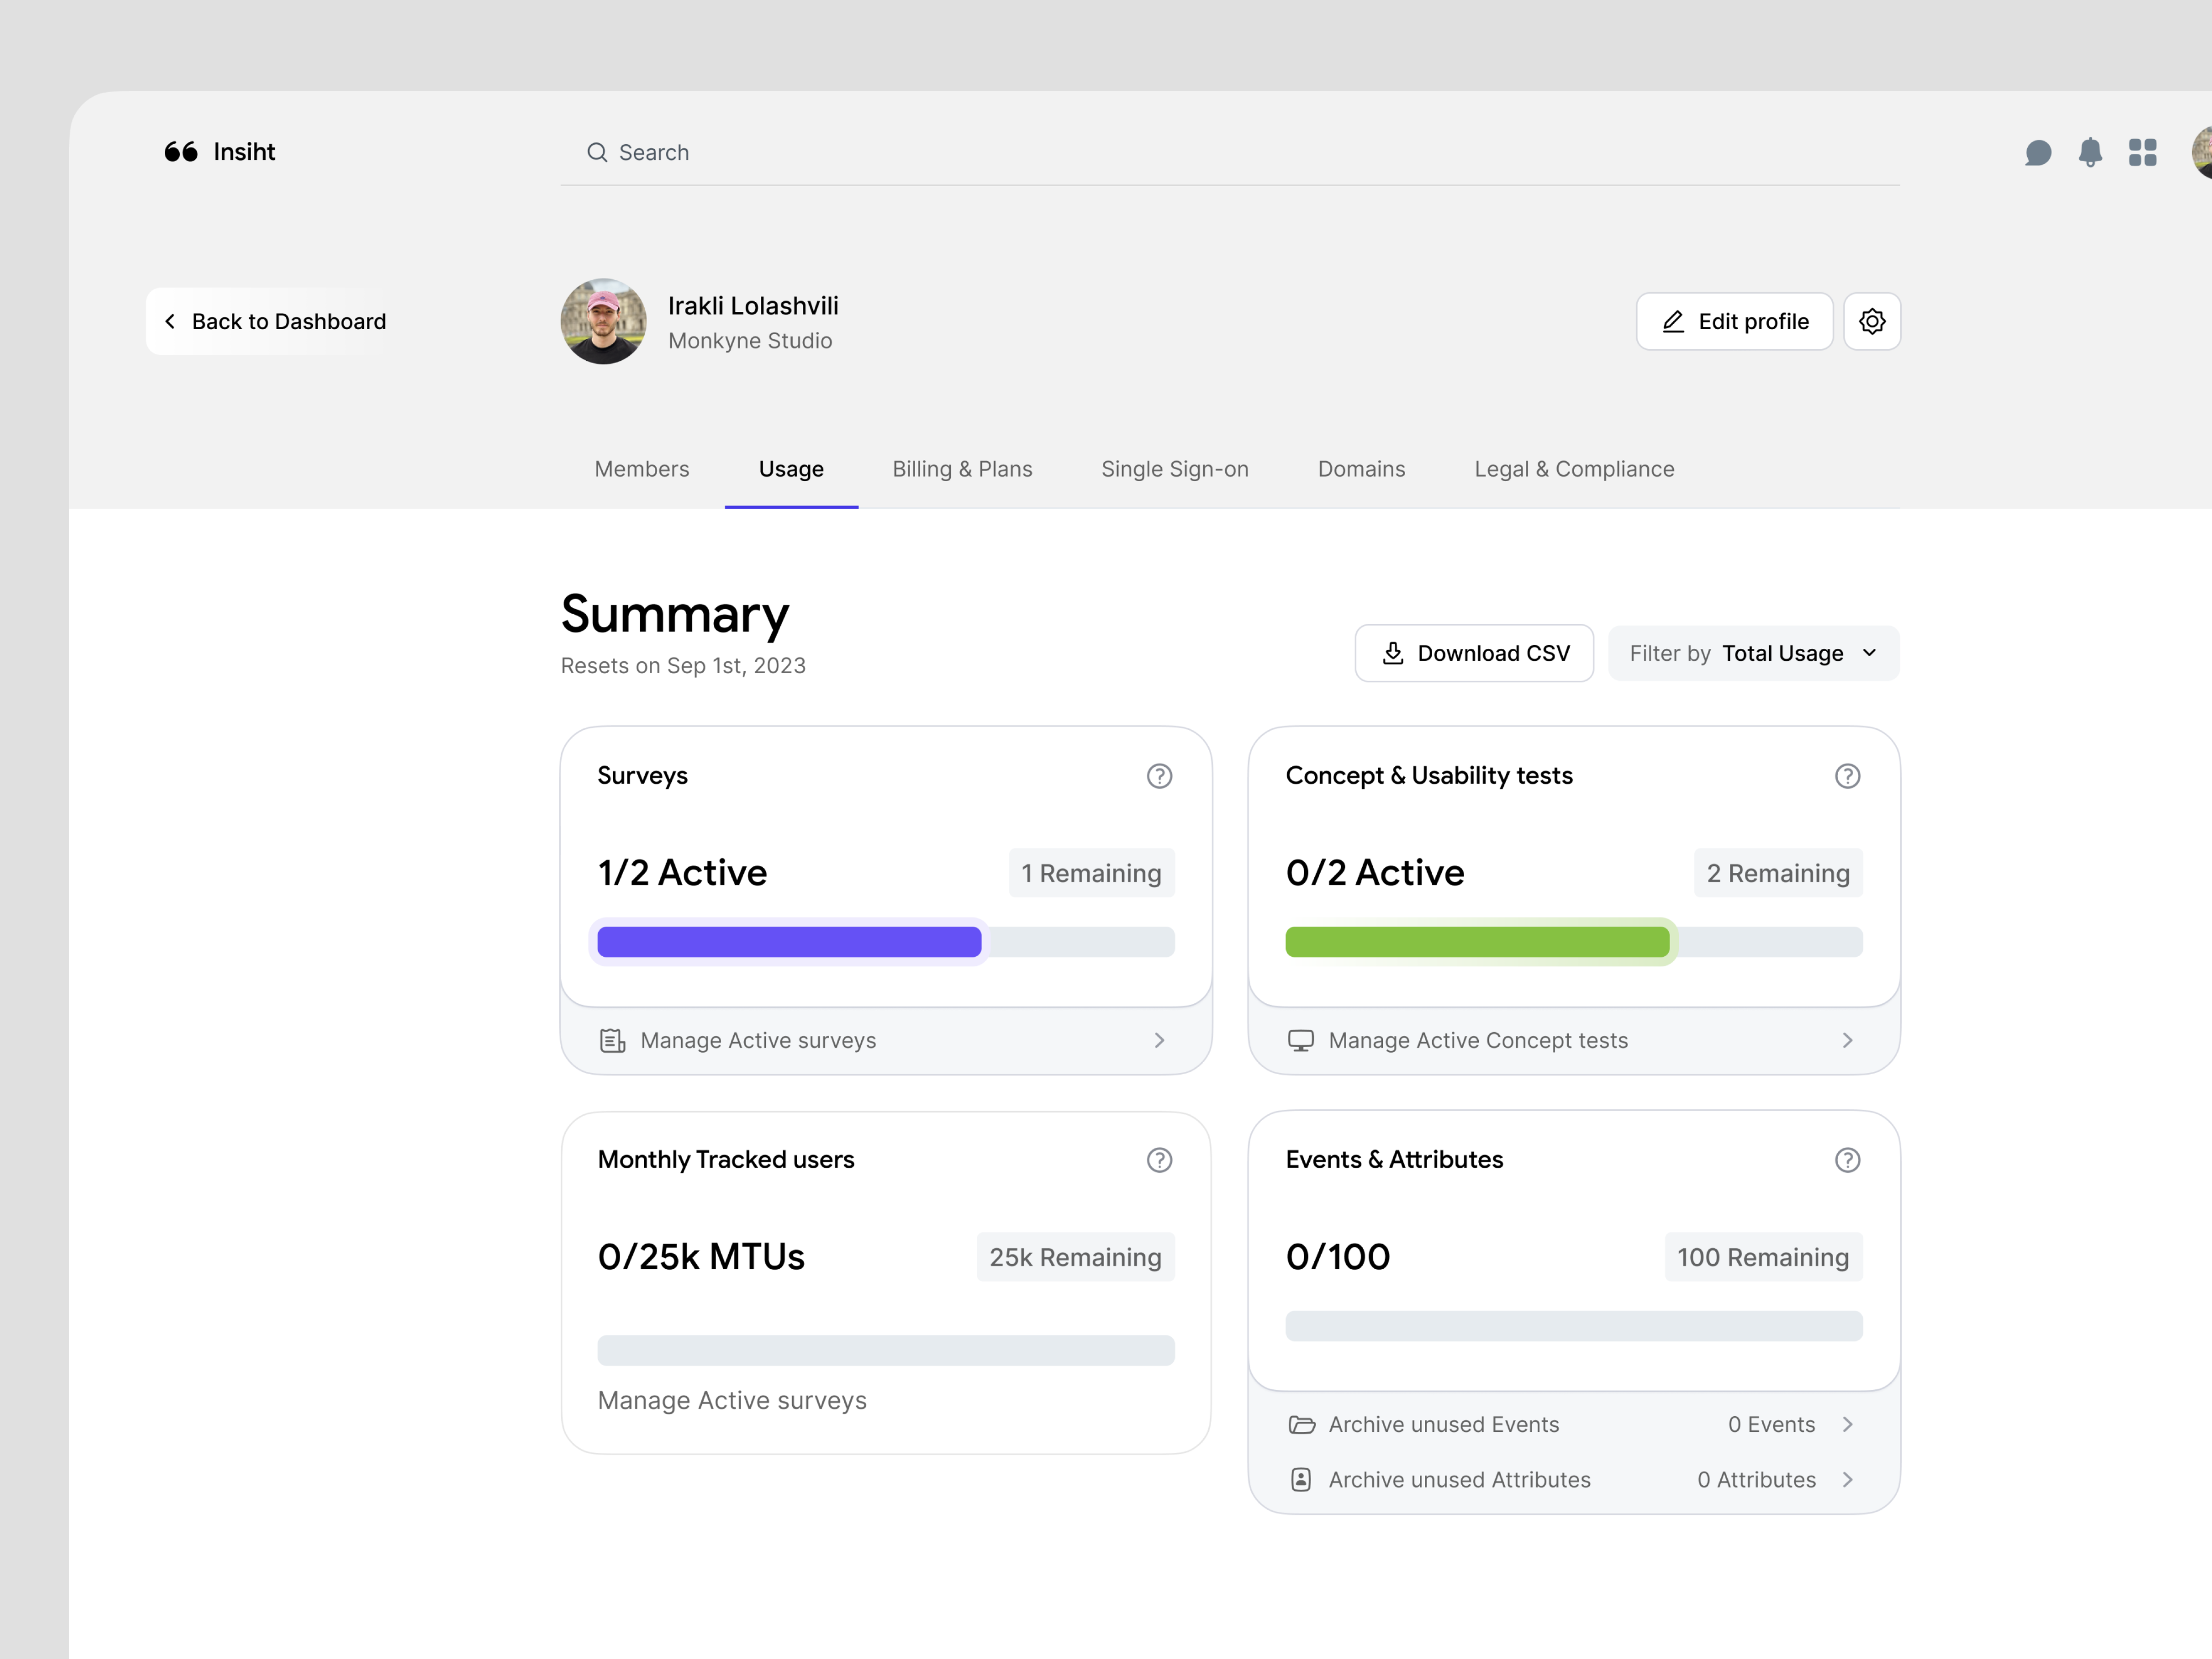 Insiht
Search
Back to Dashboard
Irakli Lolashvili
Monkyne Studio
Edit profile
Members
Usage
Billing & Plans
Single Sign-on
Domains
Legal & Compliance
Summary
Resets on Sep 1st, 2023
Download CSV
Filter by Total Usage
Surveys
1/2 Active
1 Remaining
Manage Active surveys
Concept & Usability tests
0/2 Active
2 Remaining
Manage Active Concept tests
Monthly Tracked users
0/25k MTUs
25k Remaining
Manage Active surveys
Events & Attributes
0/100
100 Remaining
Archive unused Events
0 Events
Archive unused Attributes
0 Attributes